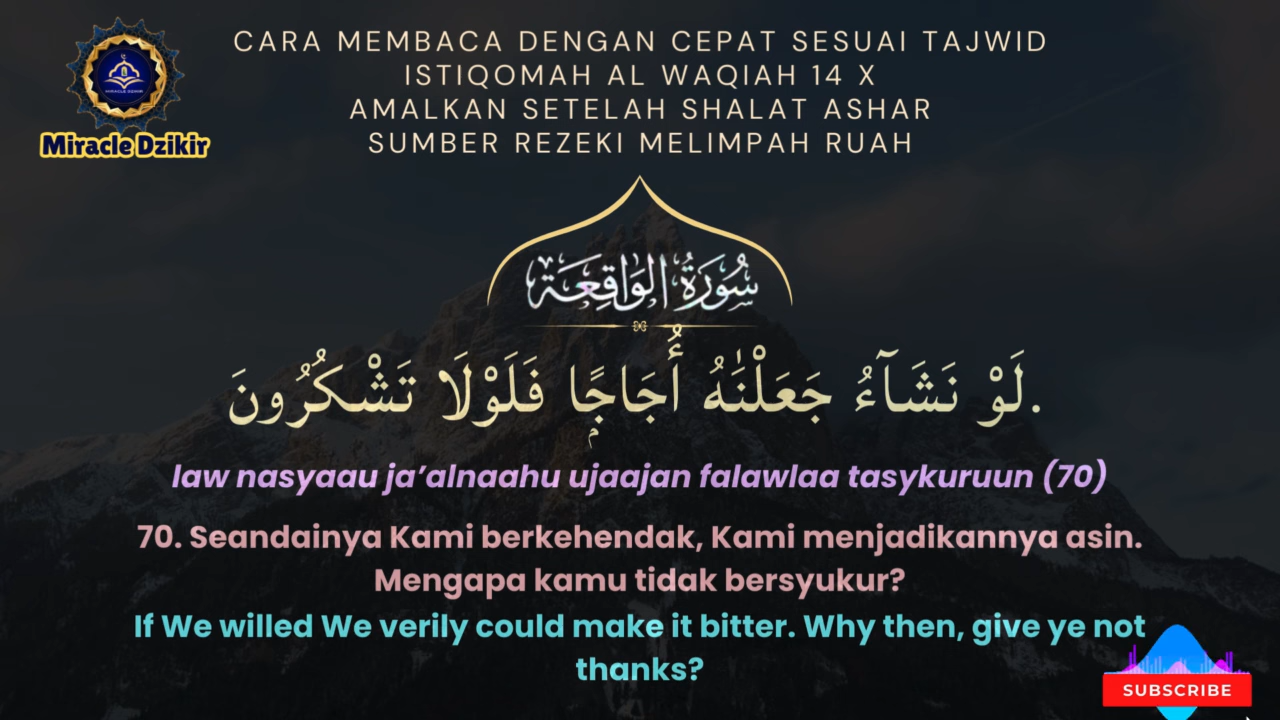 CARA MEMBACA DENGAN CEPAT SESUAI TAJWID
ISTIQOMAH AL WAQIAH 14 X
AMALKAN SETELAH SHALAT ASHAR
SUMBER REZEKI MELIMPAH RUAH
MIRACLE DZIKIR
Miracle Dzikir
سُوْرَةُ الوَاقِعَة
لَوْ نَشَآءُ جَعَلْنٰهُ أُجَاجًۭا فَلَوْلَا تَشْكُرُونَ.
law nasyaau ja’alnaahu ujaajan falawlaa tasykuruun (70)
70. Seandainya Kami berkehendak, Kami menjadikannya asin.
Mengapa kamu tidak bersyukur?
If We willed We verily could make it bitter. Why then, give ye not
thanks?
SUBSCRIBE